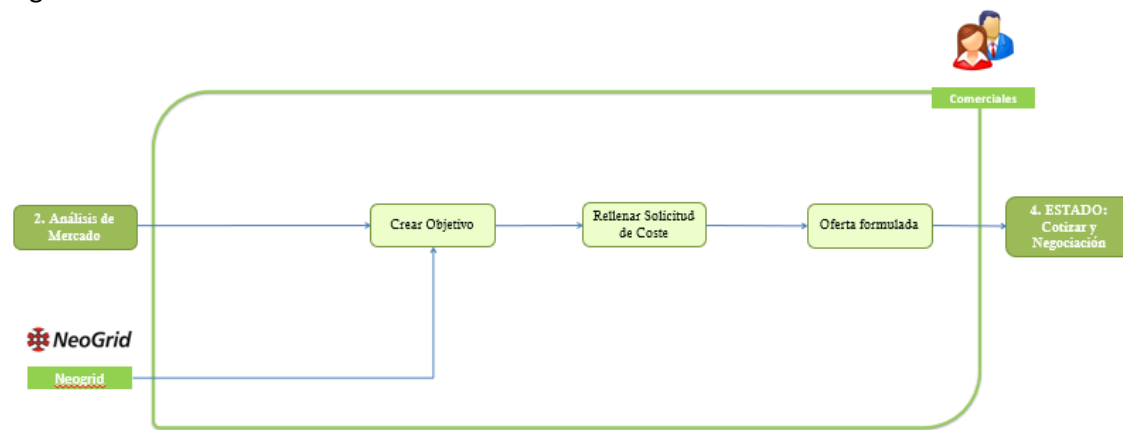 Comerciales
2. Análisis de
Mercado
Crear Objetivo
Rellenar Solicitud
de Coste
Oferta formulada
4. ESTADO:
Cotizar y
Negociación
NeoGrid
Neogrid